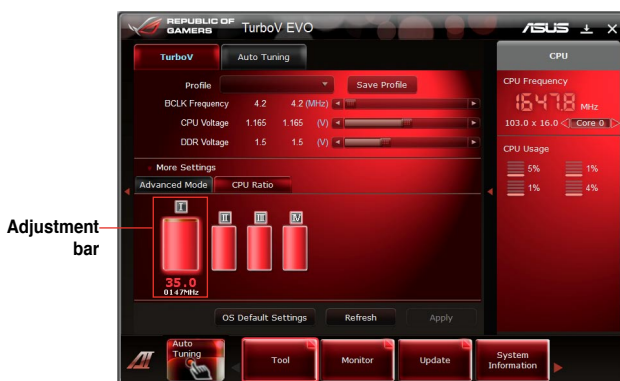 REPUBLIC OF
GAMERS
TurboV EVO
ASUS
TurboV
Auto Tuning
CPU
Profile
Save Profile
BCLK Frequency 4.2 4.2 (MHz)
CPU Voltage 1.165 1.165 (V)
DDR Voltage 1.5 1.5 (V)
More Settings
Advanced Mode
CPU Ratio
CPU Frequency
1647.8 MHz
103.0 x 16.0 Core 0
CPU Usage
5% 1%
1% 4%
Adjustment
bar
I II III IV
35.0
0147MHz
OS Default Settings
Refresh
Apply
Auto
Tuning
Tool
Monitor
Update
System
Information